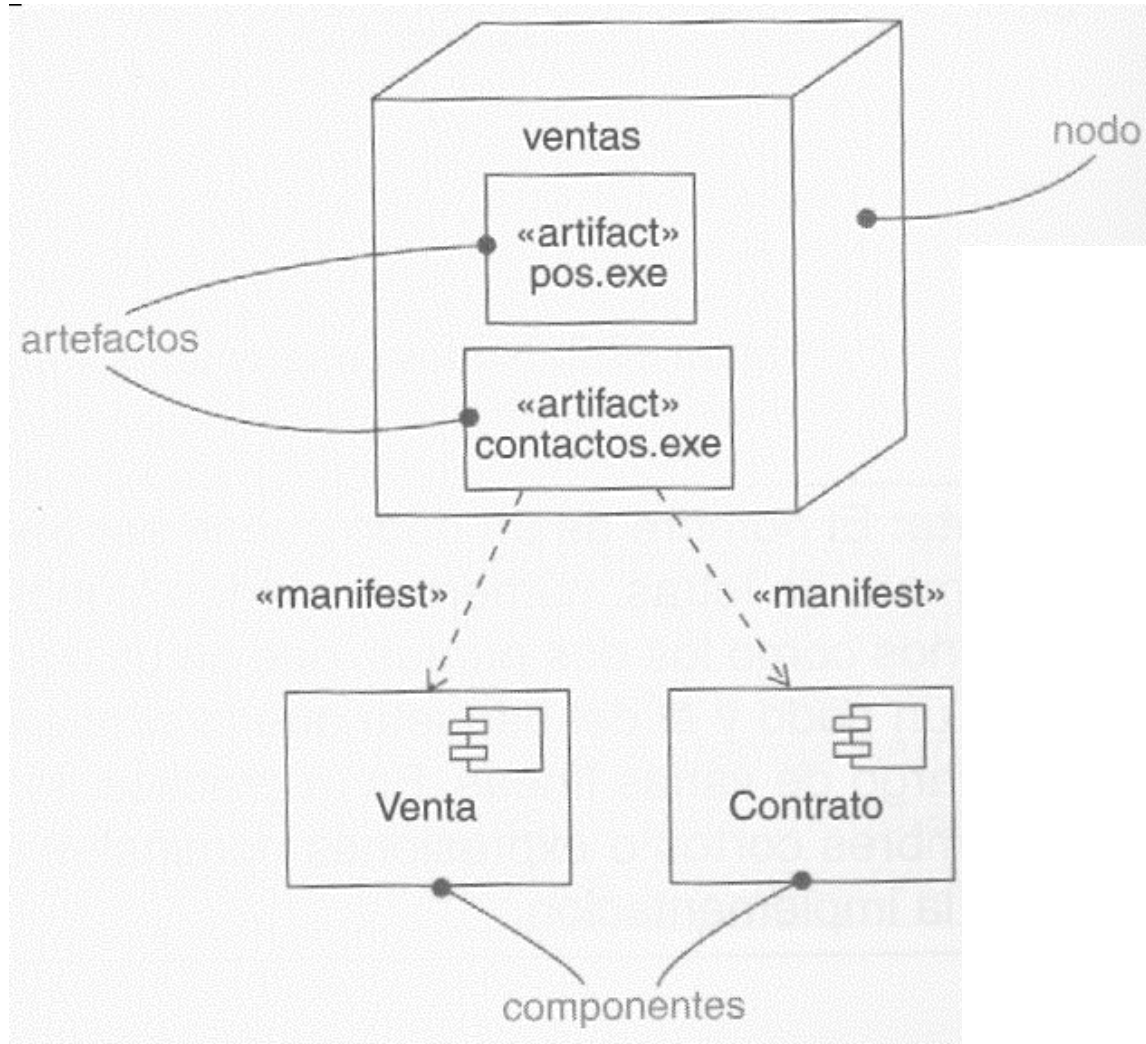 ventas
nodo
«artifact»
pos.exe
artefactos
«artifact»
contactos.exe
«manifest»
«manifest»
Venta
Contrato
componentes